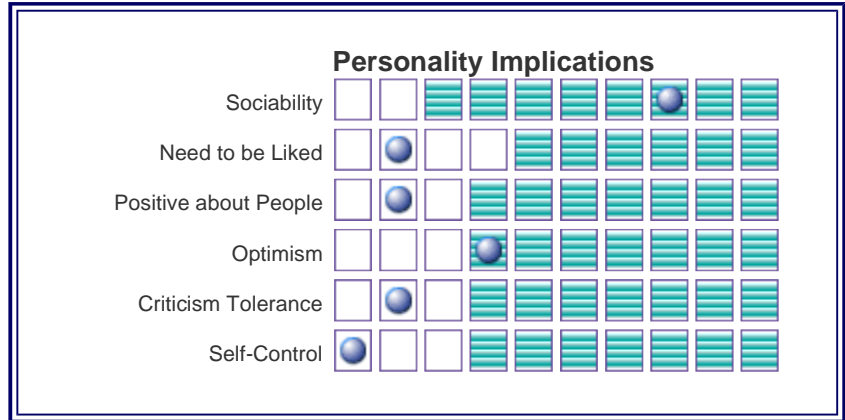 Personality Implications
Sociability
Need to be Liked
Positive about People
Optimism
Criticism Tolerance
Self-Control